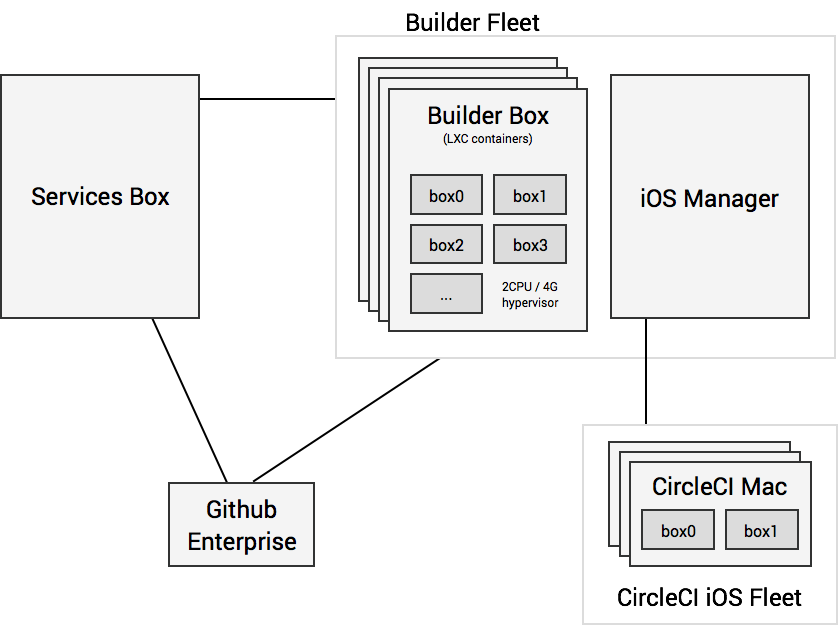 Builder Fleet
Services Box
Builder Box
(LXC containers)
box0
box1
box2
box3
...
2CPU / 4G
hypervisor
iOS Manager
Github
Enterprise
CircleCI Mac
box0
box1
CircleCI iOS Fleet